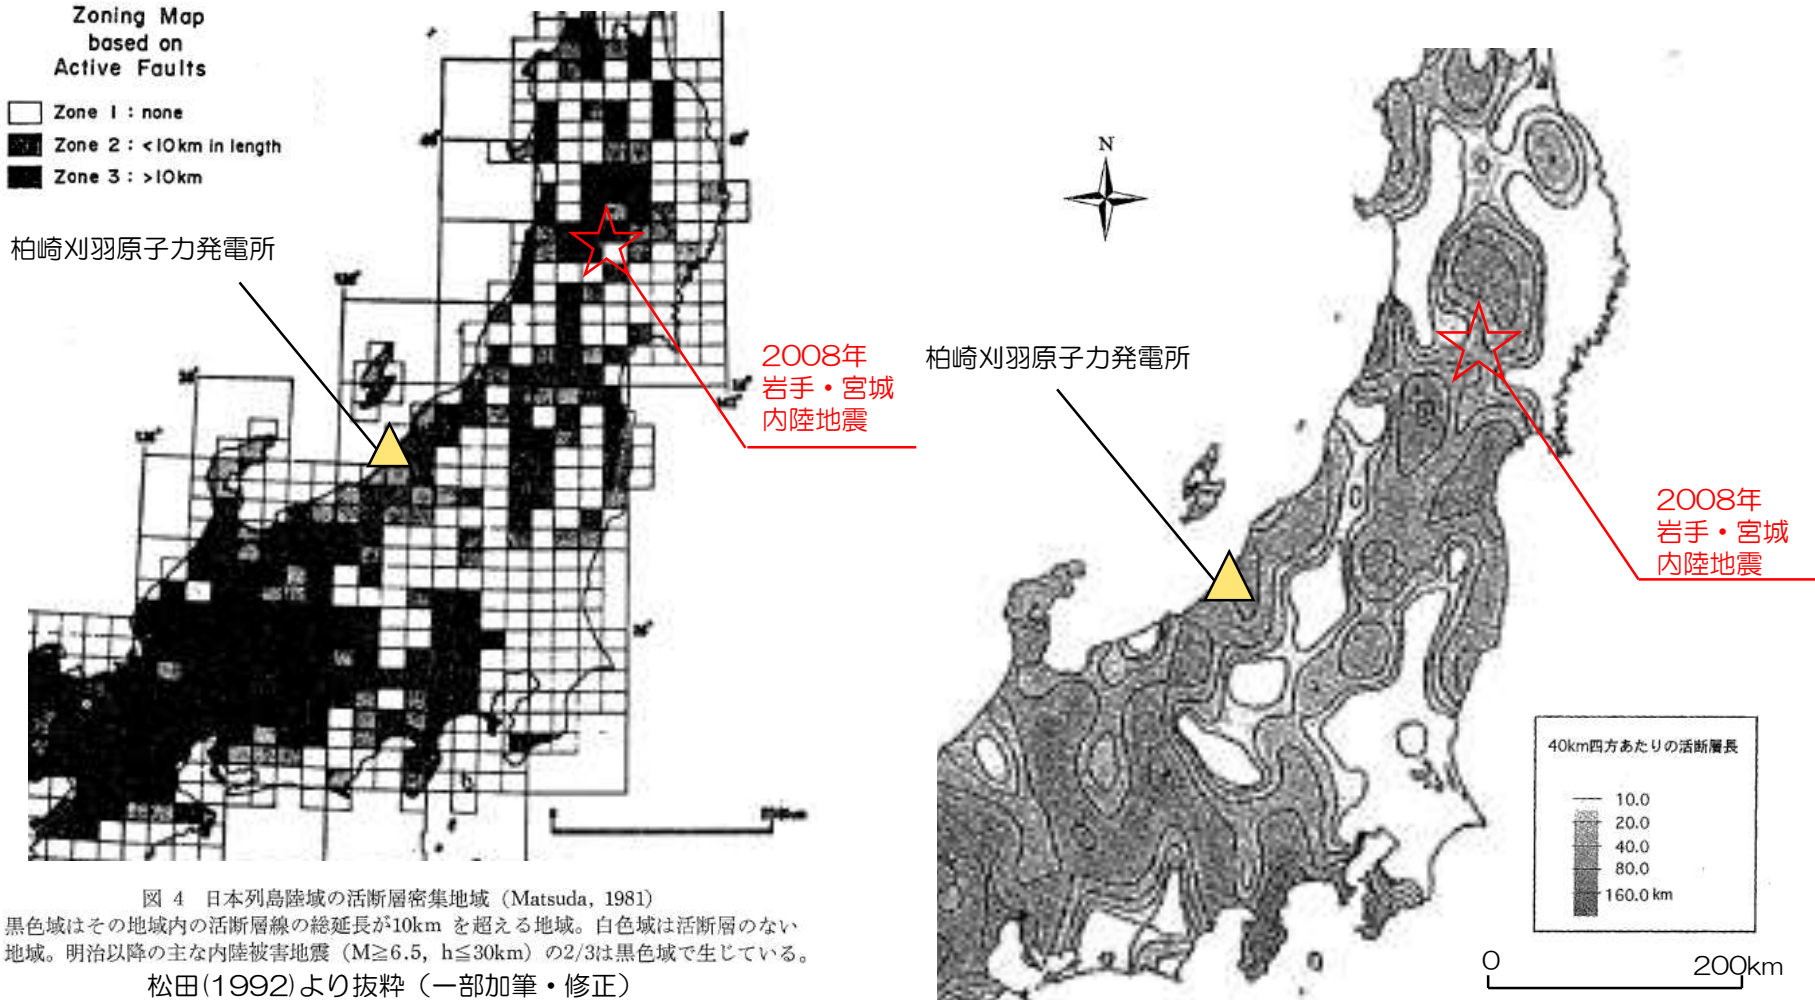 Zoning Map
based on
Active Faults
Zone 1 : none
Zone 2 : <10km in length
Zone 3 : >10km
柏崎刈羽原子力発電所
2008年
岩手・宮城
内陸地震
図 4 日本列島陸域の活断層密集地域 (Matsuda, 1981)
黒色域はその地域内の活断層線の総延長が10km を超える地域。白色域は活断層のない
地域。明治以降の主な内陸被害地震 (M≧6.5, h≦30km) の2/3は黒色域で生じている。
松田(1992)より抜粋（一部加筆・修正）
N
柏崎刈羽原子力発電所
2008年
岩手・宮城
内陸地震
40km四方あたりの活断層長
10.0
20.0
40.0
80.0
160.0 km
0 200km